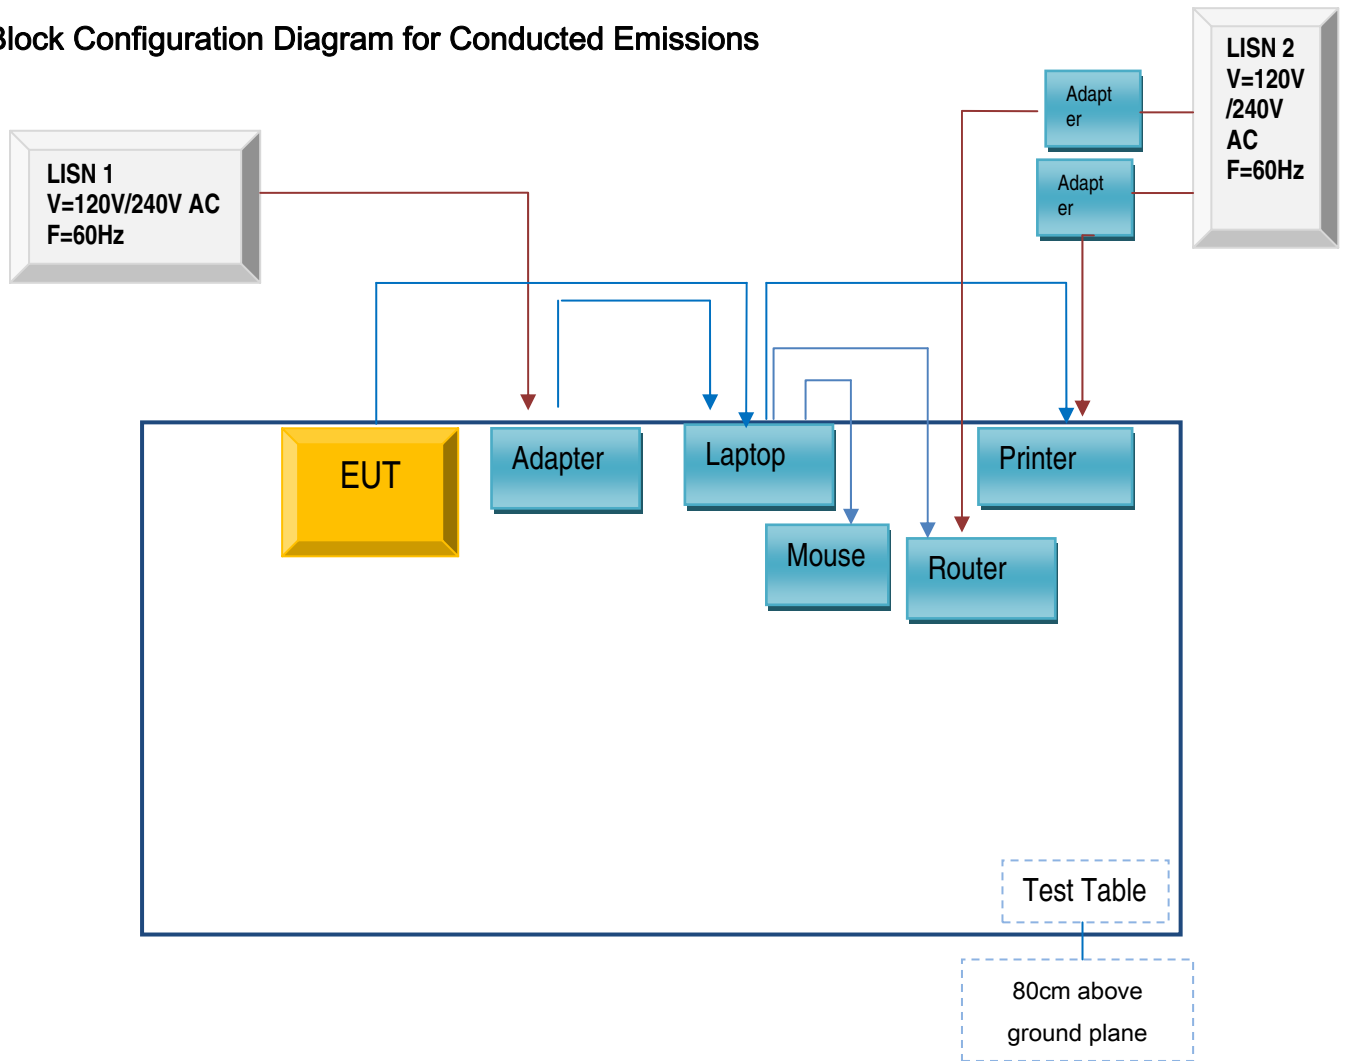 Block Configuration Diagram for Conducted Emissions
LISN 1
V=120V/240V AC
F=60Hz
Adapt
er
Adapt
er
LISN 2
V=120V
/240V
AC
F=60Hz
EUT
Adapter
Laptop
Printer
Mouse
Router
Test Table
80cm above
ground plane